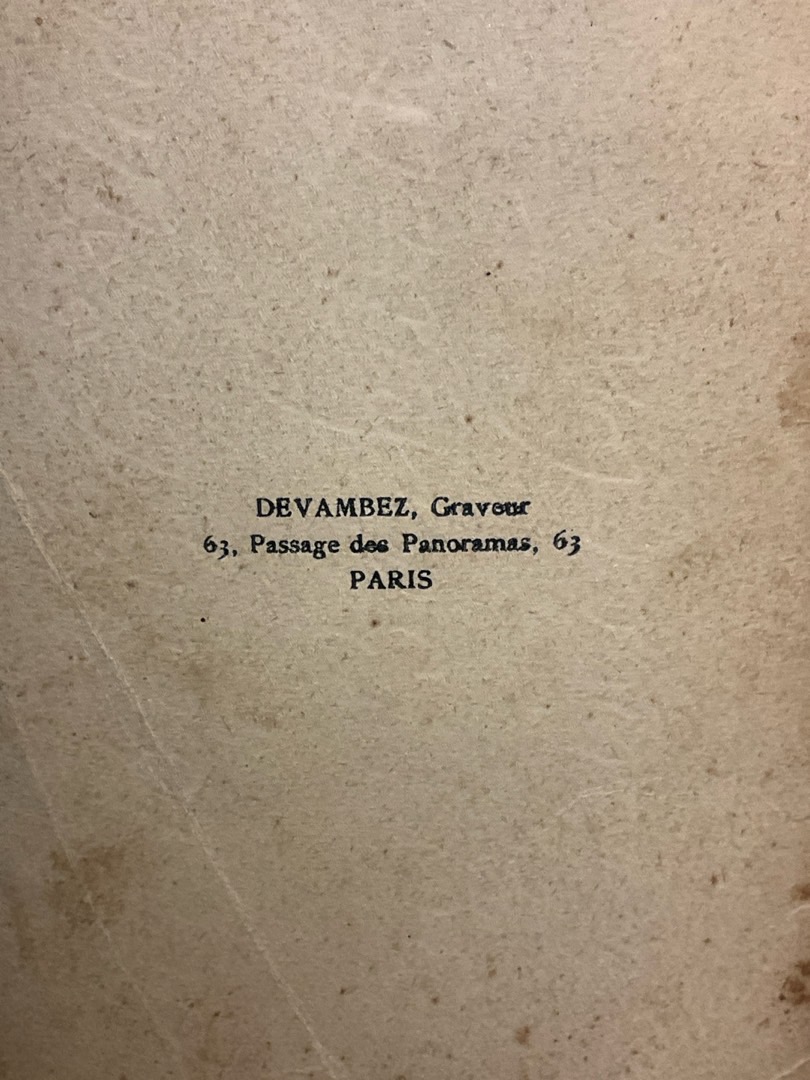 DEVAMBEZ, Graveur
63, Passage des Panoramas, 63
PARIS